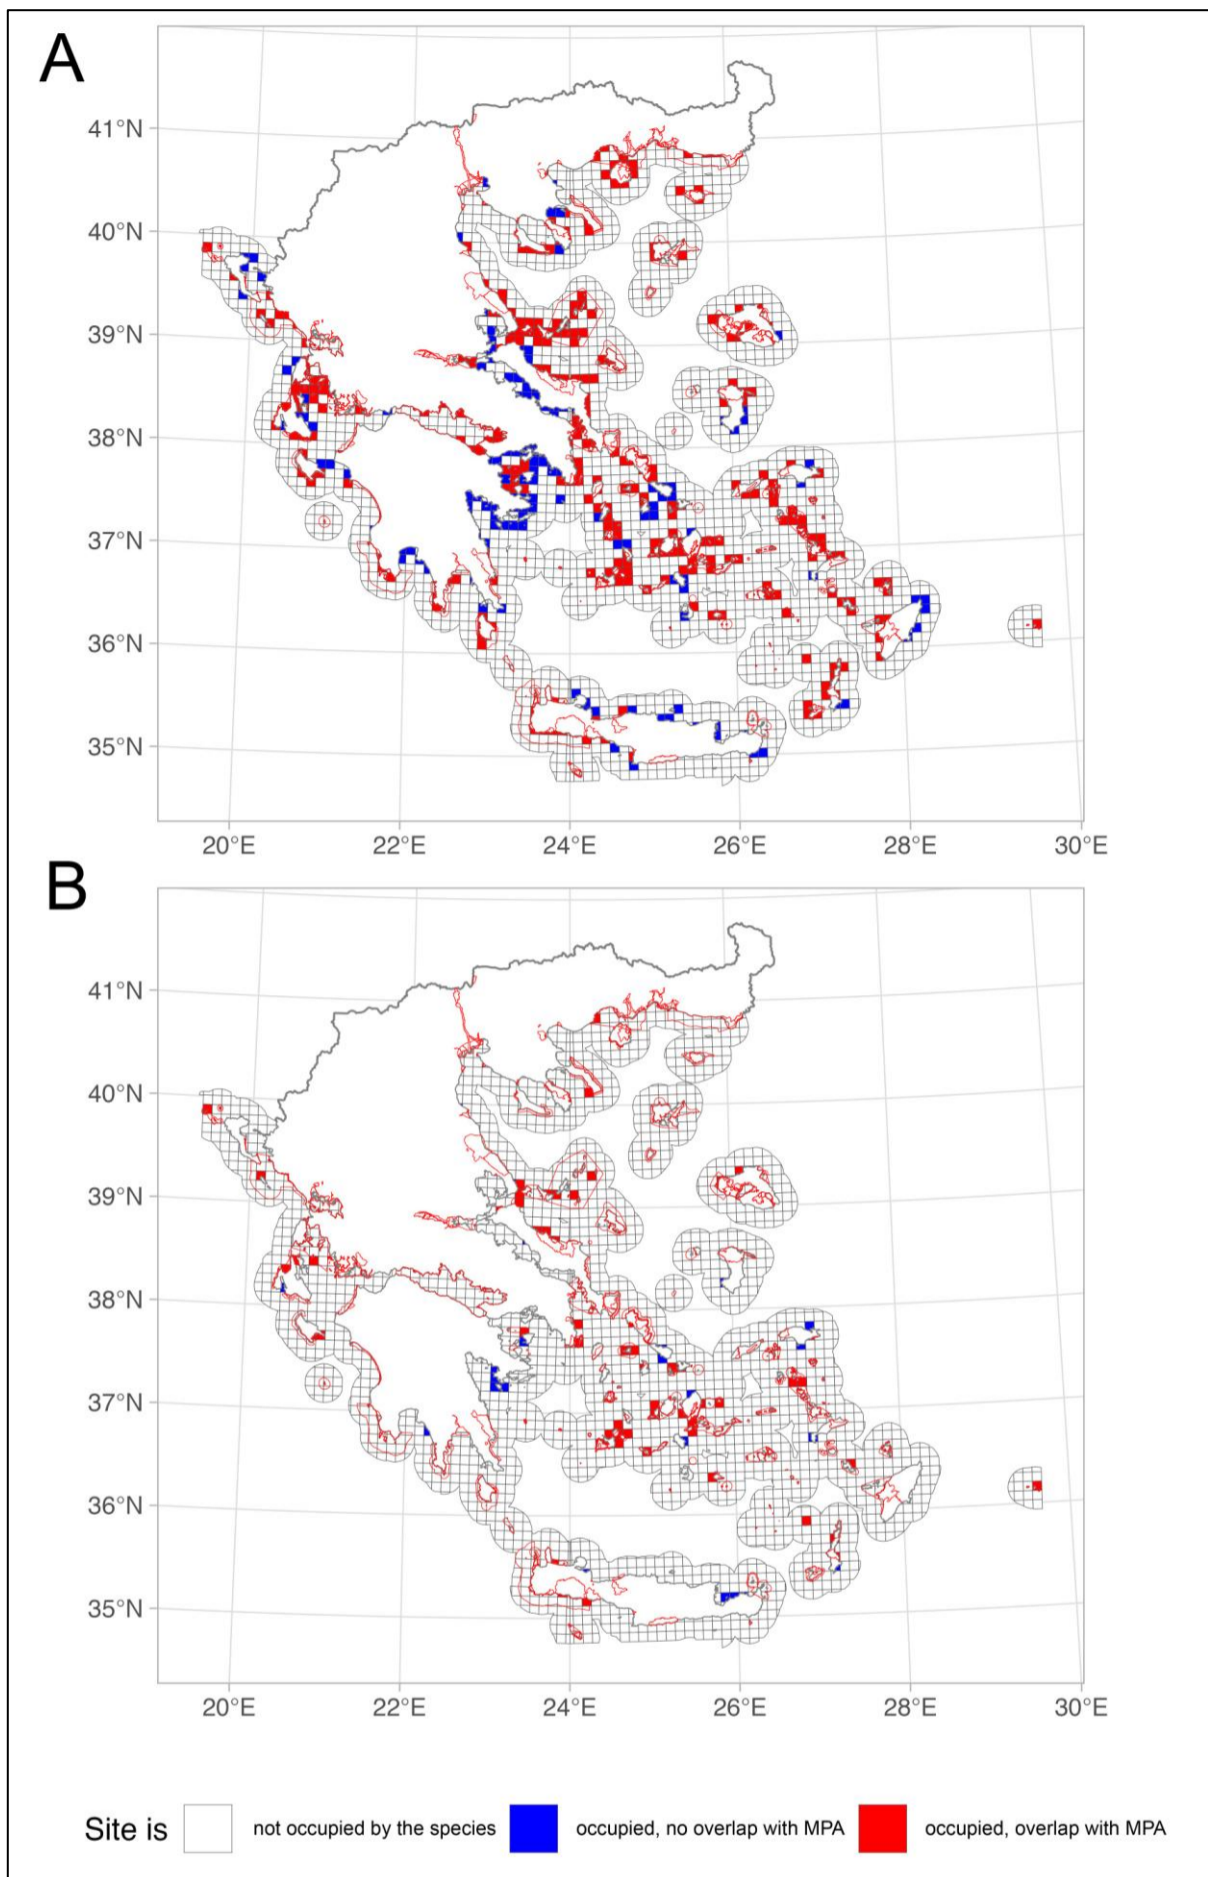 A
41°N
40°N
39°N
38°N
37°N
36°N
35°N
20°E 22°E 24°E 26°E 28°E 30°E
B
41°N
40°N
39°N
38°N
37°N
36°N
35°N
20°E 22°E 24°E 26°E 28°E 30°E
Site is not occupied by the species occupied, no overlap with MPA occupied, overlap with MPA